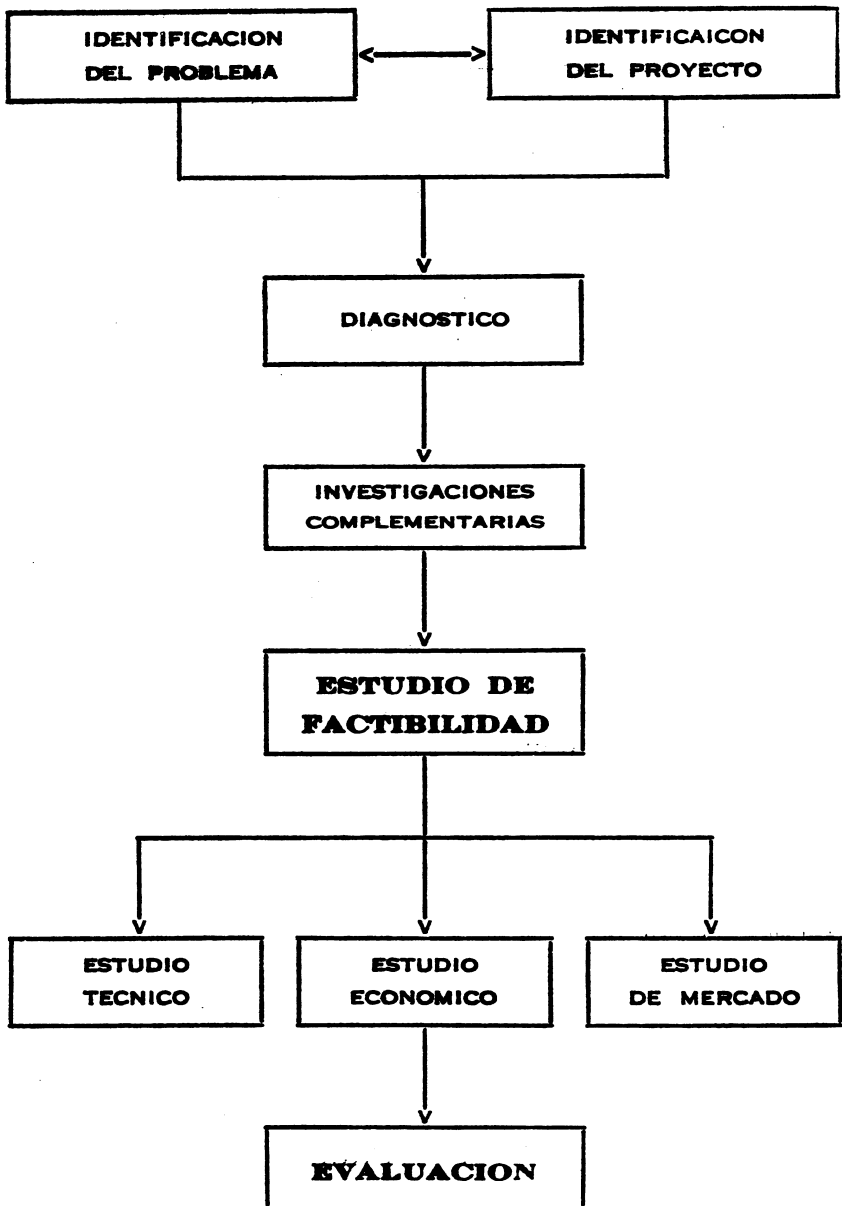 IDENTIFICACION
DEL PROBLEMA
IDENTIFICAICON
DEL PROYECTO
DIAGNOSTICO
INVESTIGACIONES
COMPLEMENTARIAS
ESTUDIO DE
FACTIBILIDAD
ESTUDIO
TECNICO
ESTUDIO
ECONOMICO
ESTUDIO
DE MERCADO
EVALUACION